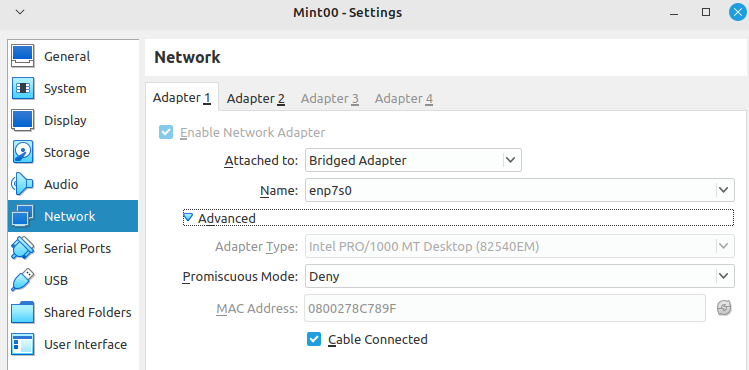 Mint00 - Settings
General
System
Display
Storage
Audio
Network
Serial Ports
USB
Shared Folders
User Interface
Network
Adapter 1 Adapter 2 Adapter 3 Adapter 4
Enable Network Adapter
Attached to: Bridged Adapter
Name: enp7s0
Advanced
Adapter Type: Intel PRO/1000 MT Desktop (82540EM)
Promiscuous Mode: Deny
MAC Address: 0800278C789F
Cable Connected